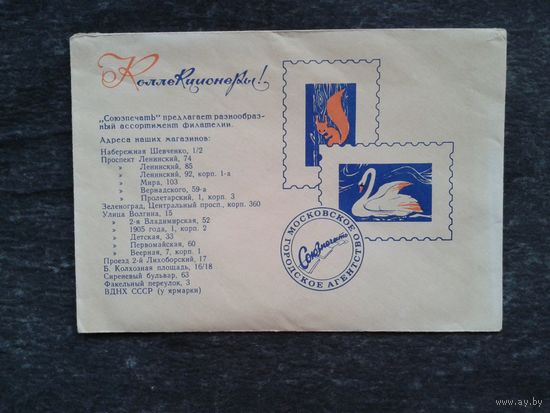 Коллекционеры!
„Союзпечать" предлагает разнообраз-
ный ассортимент филателии.
Адреса наших магазинов:
Набережная Шевченко, 1/2
Проспект Ленинский, 74
» Ленинский, 85
» Ленинский, 92, корп. 1-а
» Мира, 103
» Вернадского, 59-а
» Пролетарский, 1, корп. 3
Зеленоград, Центральный просп., корп. 360
Улица Волгина, 15
» 2-я Владимирская, 52
» 1905 года, 1, корп. 2
» Детская, 33
» Первомайская, 60
» Веерная, 7, корп. 1
Проезд 2-й Лихоборский, 17
Б. Колхозная площадь, 16/18
Сиреневый бульвар, 63
Факельный переулок, 3
ВДНХ СССР (у ярмарки)
МОСКОВСКОЕ ГОРОДСКОЕ АГЕНТСТВО
Союзпечать
www.ay.by